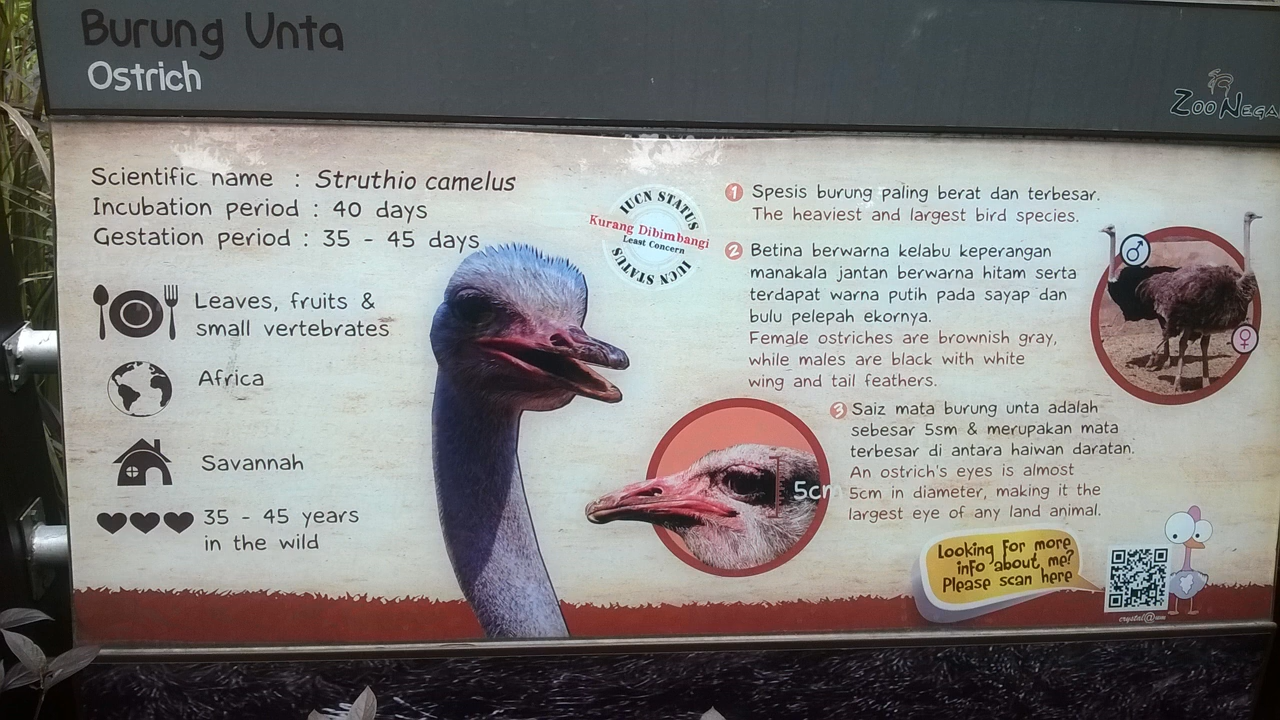 Burung Unta
Ostrich
Zoo Nega
Scientific name : Struthio camelus
Incubation period : 40 days
Gestation period : 35 - 45 days
Leaves, fruits &
small vertebrates
Africa
Savannah
35 - 45 years
in the wild
IUCN STATUS
Kurang Dibimbangi
Least Concern
IUCN STATUS
1 Spesis burung paling berat dan terbesar.
The heaviest and largest bird species.
2 Betina berwarna kelabu keperangan
manakala jantan berwarna hitam serta
terdapat warna putih pada sayap dan
bulu pelepah ekornya.
Female ostriches are brownish gray,
while males are black with white
wing and tail feathers.
♂
♀
3 Saiz mata burung unta adalah
sebesar 5sm & merupakan mata
terbesar di antara haiwan daratan.
An ostrich's eyes is almost
5cm in diameter, making it the
largest eye of any land animal.
5cm
Looking for more
info about me?
Please scan here
crystal@um